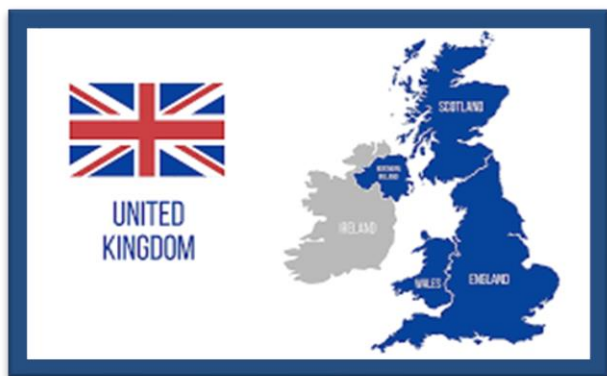 UNITED
KINGDOM
SCOTLAND
NORTHERN
IRELAND
IRELAND
WALES
ENGLAND